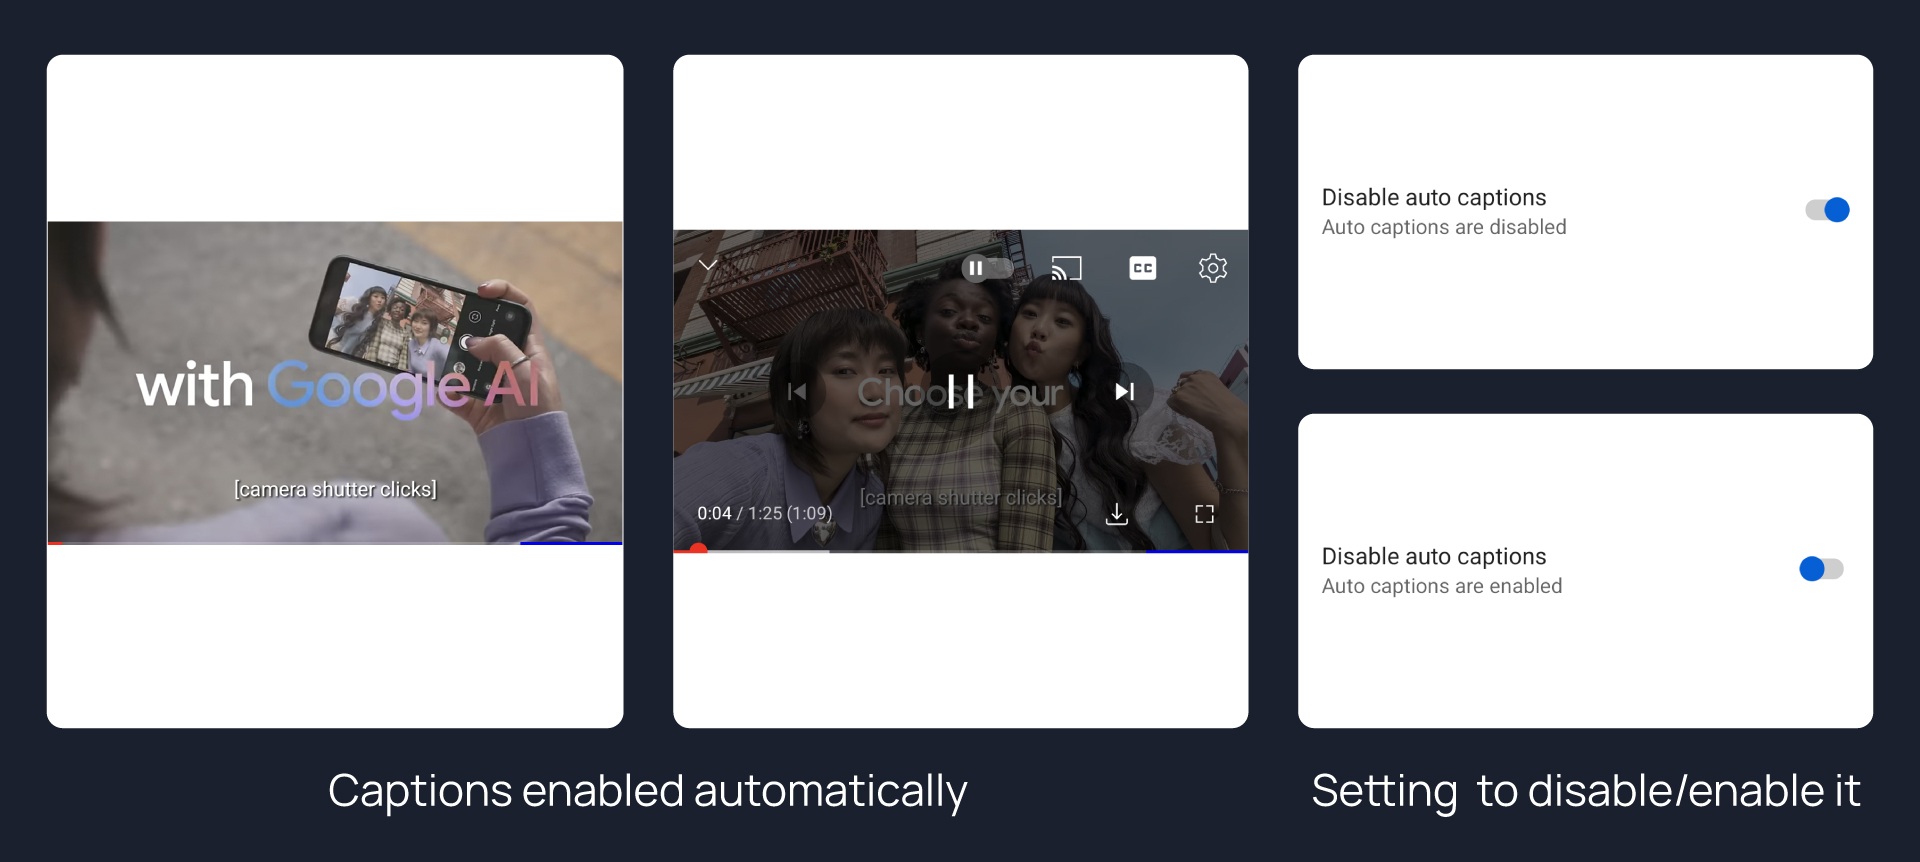 with Google AI
[camera shutter clicks]
CC
Choose your
[camera shutter clicks]
0:04 / 1:25 (1:09)
Disable auto captions
Auto captions are disabled
Disable auto captions
Auto captions are enabled
Captions enabled automatically
Setting to disable/enable it